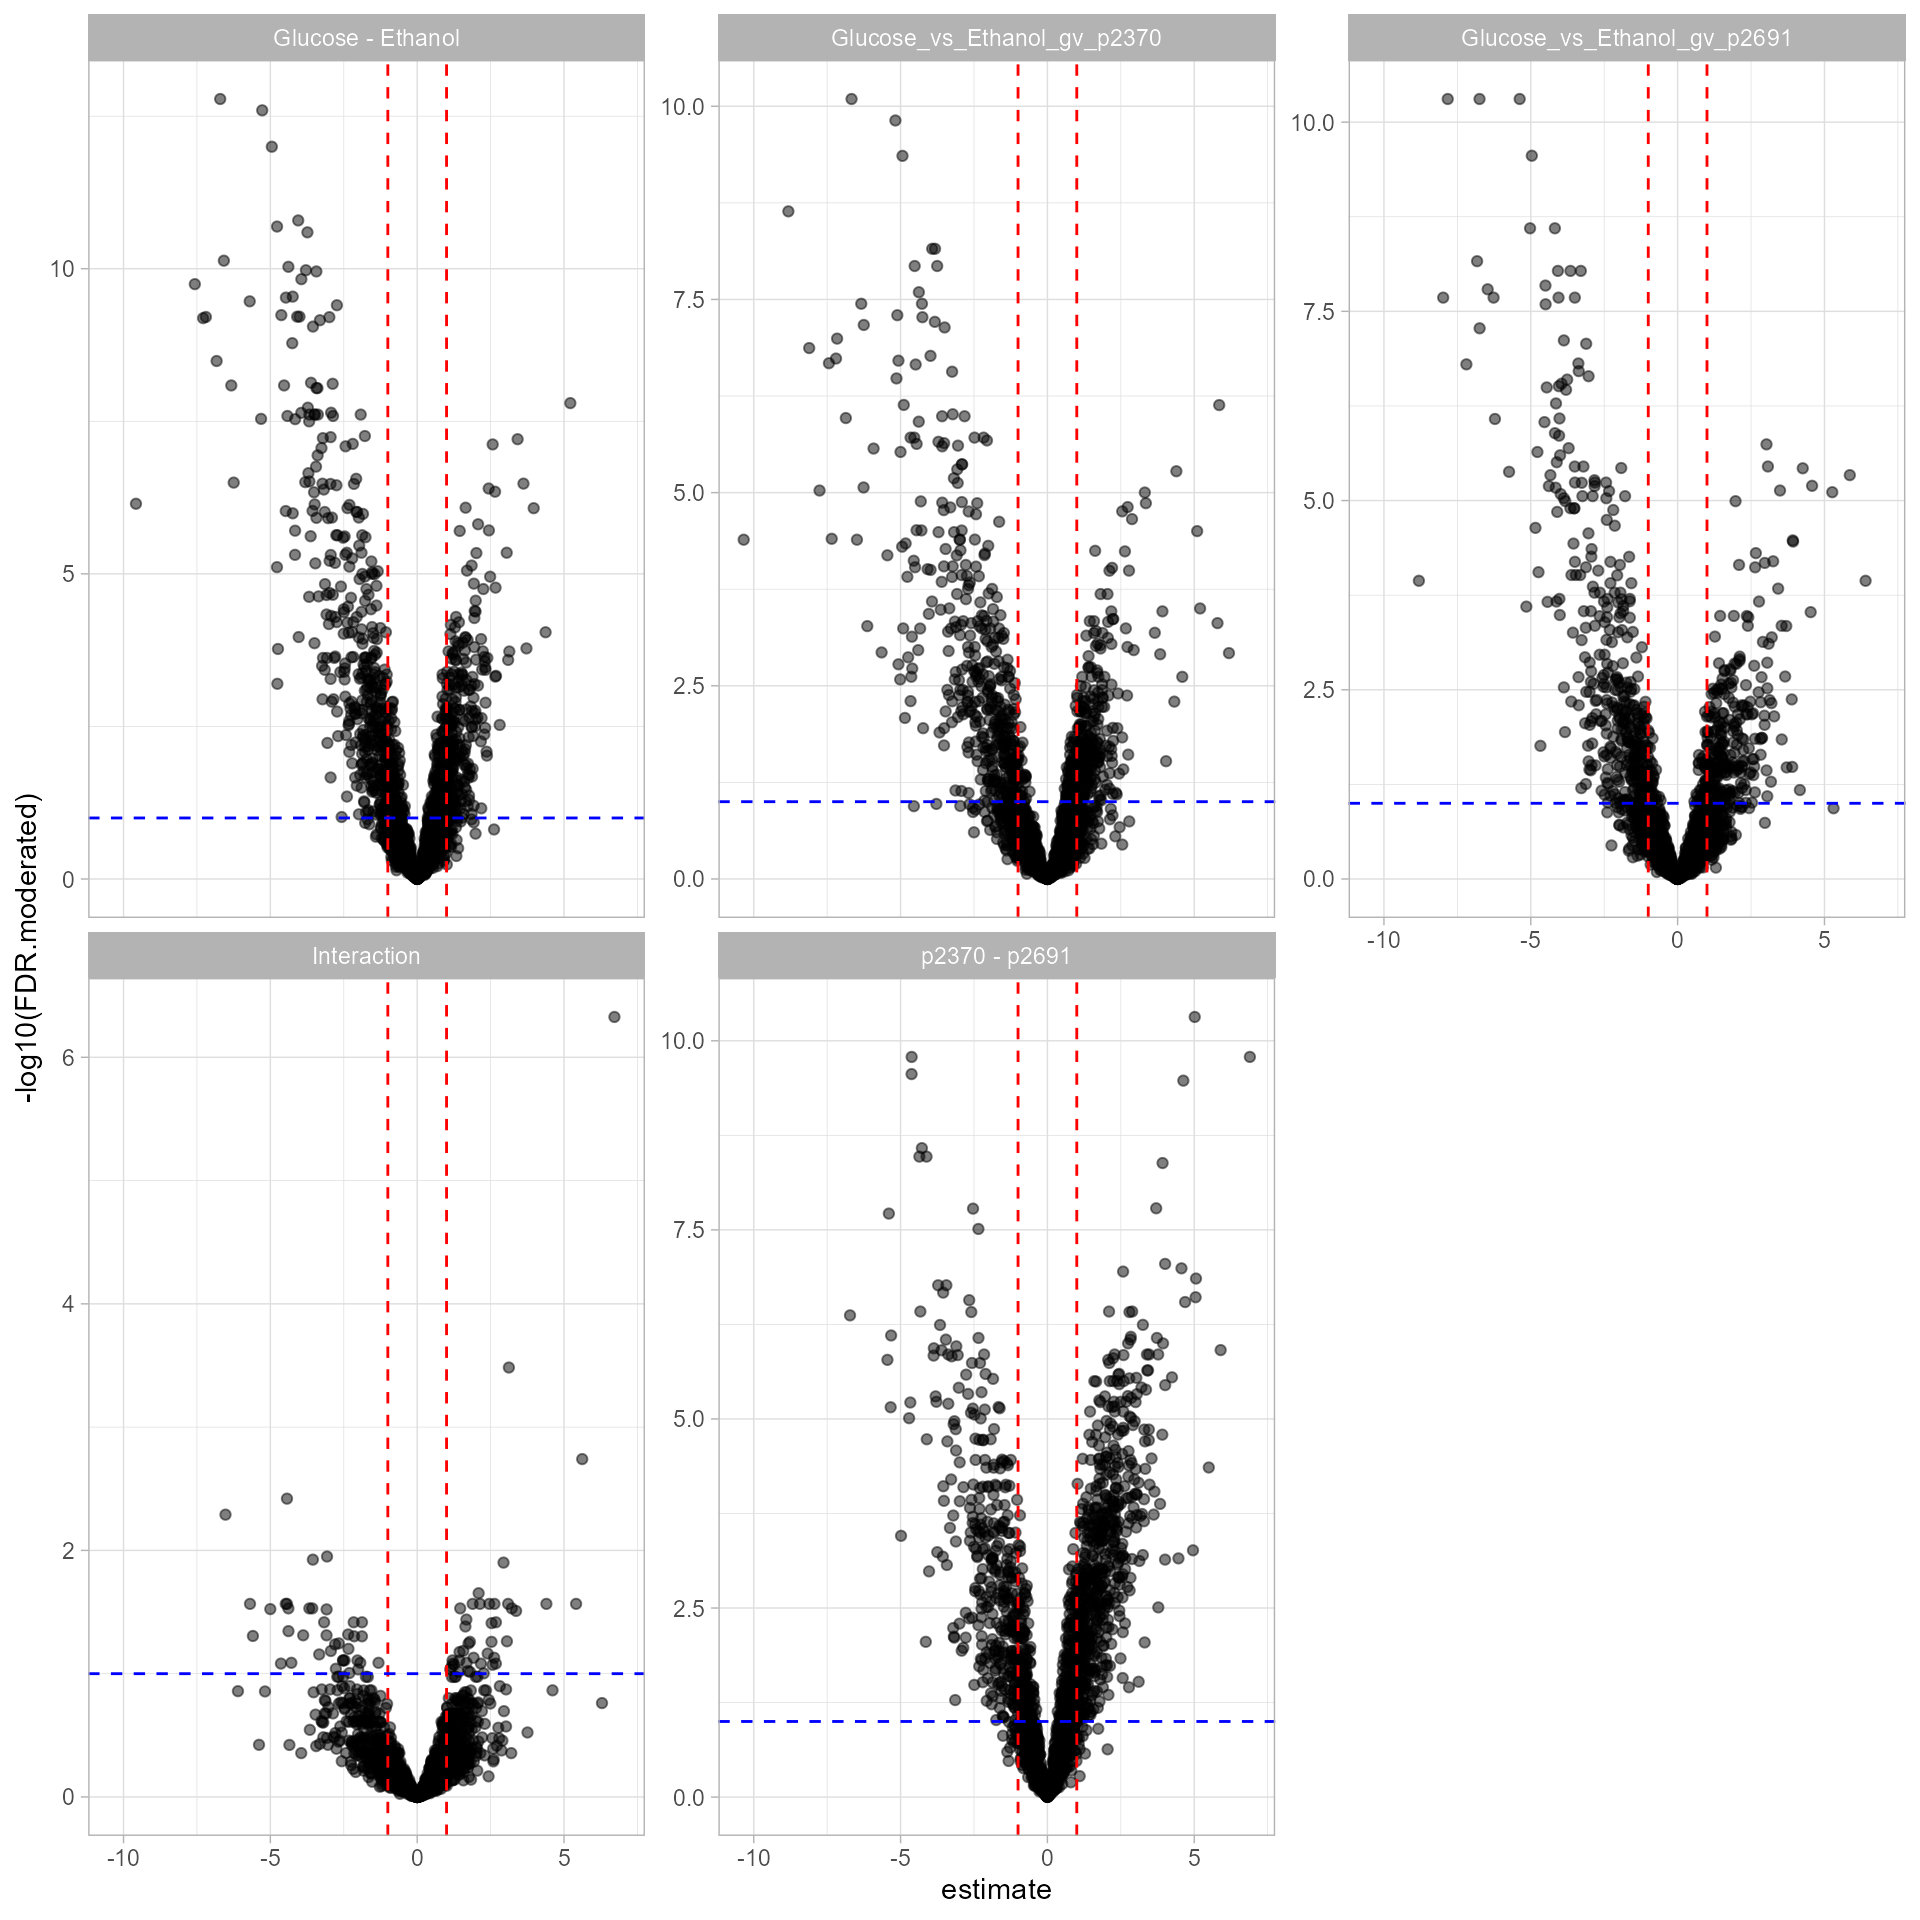 Glucose - Ethanol
Glucose_vs_Ethanol_gv_p2370
Glucose_vs_Ethanol_gv_p2691
10
5
0
10.0
7.5
5.0
2.5
0.0
10.0
7.5
5.0
2.5
0.0
-10 -5 0 5
-log10(FDR.moderated)
Interaction
p2370 - p2691
6
4
2
0
10.0
7.5
5.0
2.5
0.0
-10 -5 0 5
-10 -5 0 5
estimate